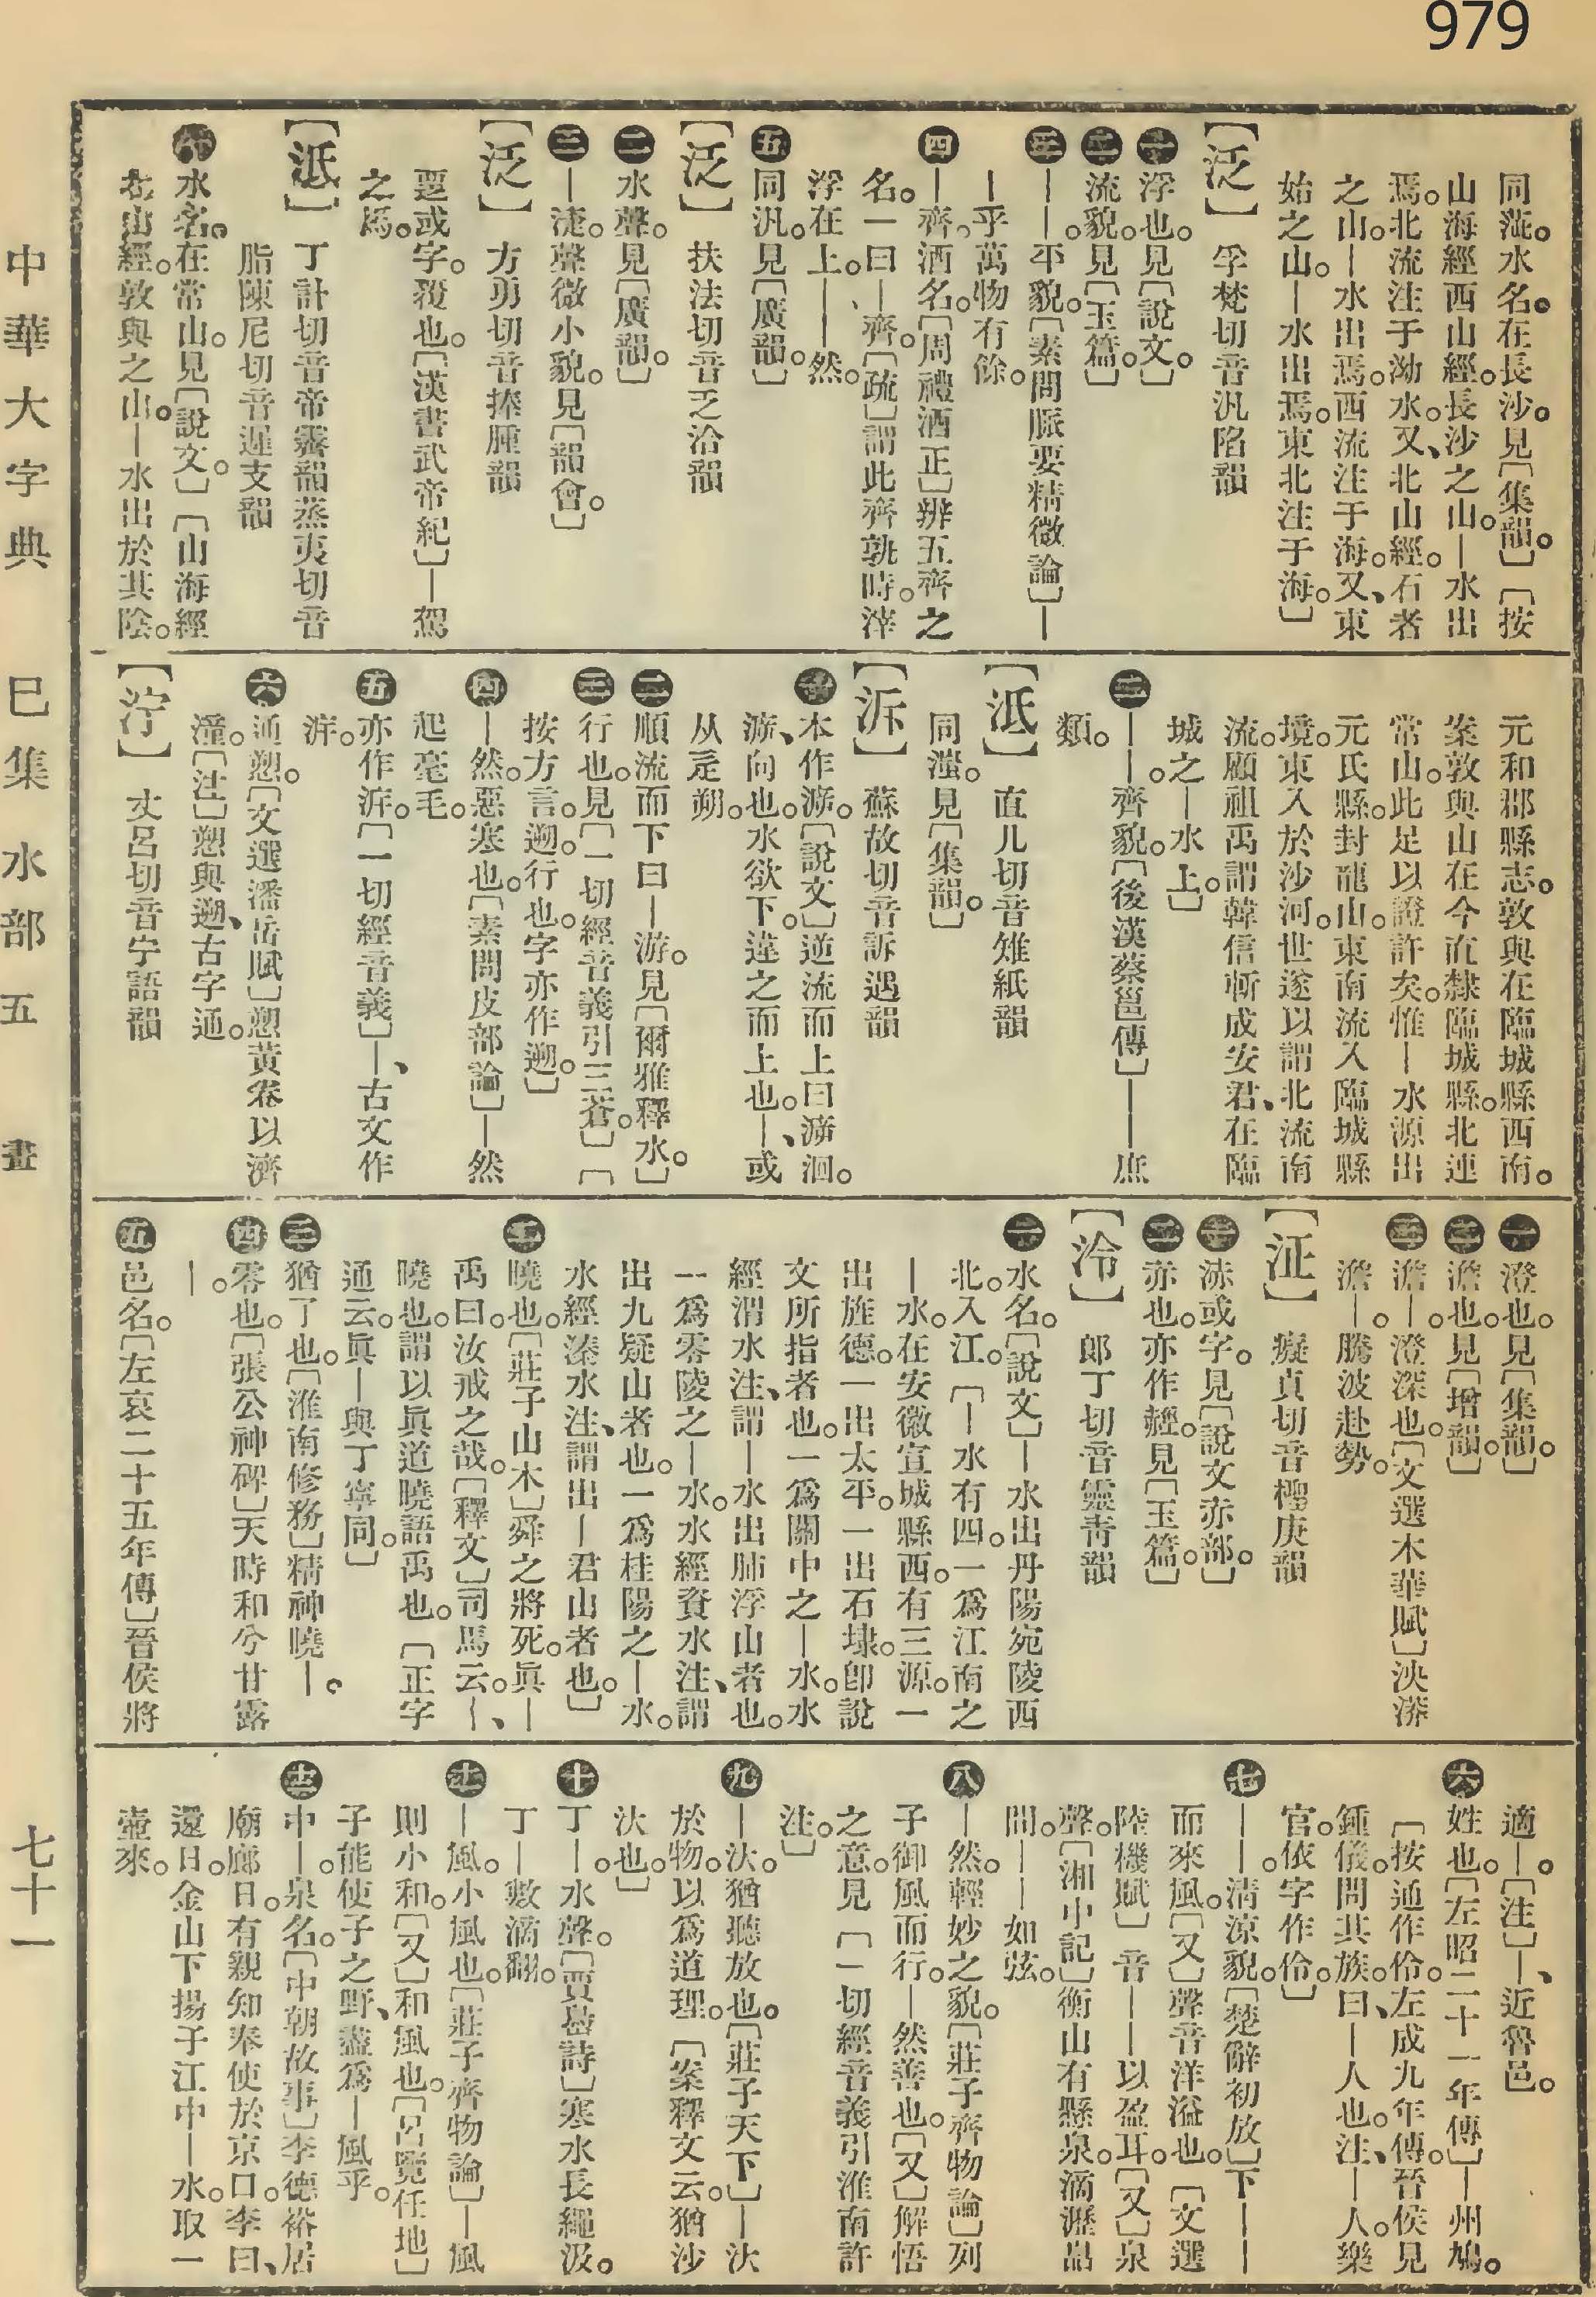 979
同㴝。水名。在長沙。見〔集韻。〕〔按
山海經西山經。長沙之山。—水出
焉。北流注于泑水。又、北山經。石者
之山。—水出焉。西流注于海。又、東
始之山。—水出焉。東北注于海。〕
【泛】孚梵切音汎陷韻
㊀浮也。見〔說文。〕
㊁流貌。見〔玉篇。〕
㊂——。平貌。〔素問脈要精微論〕—
—乎萬物有餘。
㊃—齊。酒名。〔周禮酒正〕辨五齊之
名。一曰—齊。〔疏〕謂此齊孰時。滓
浮在上。——然。
㊄同汎。見〔廣韻。〕
【泛】扶法切音乏洽韻
㊁水聲。見〔廣韻。〕
㊂—㴙。聲微小貌。見〔韻會。〕
【泛】方勇切音捧腫韻
覂或字。覆也。〔漢書武帝紀〕—駕
之馬。
【泜】丁計切音帝霽韻蒸夷切音
脂陳尼切音遲支韻
㊀水名。在常山。見〔說文。〕〔山海經
北山經。敦與之山。—水出於其陰。
元和郡縣志。敦與在臨城縣西南。
案敦與山在今直隸臨城縣。北連
常山。此足以證許矣。惟—水源出
元氏縣。封龍山。東南流入臨城縣
境。東入於沙河。世遂以謂北流南
流。顧祖禹謂韓信斬成安君、在臨
城之—水上。〕
㊁——。齊貌。〔後漢蔡邕傳〕——庶
類。
【泜】直几切音雉紙韻
同滍。見〔集韻。〕
【泝】蘇故切音訴遇韻
㊀本作㴑。〔說文〕逆流而上曰㴑洄。
㴑、向也。水欲下。違之而上也。—、或
从辵朔。
㊁順流而下曰—游。見〔爾雅釋水。〕
㊂行也。見〔一切經音義引三蒼。〕〔
按方言。遡。行也。字亦作遡。〕
㊃—然。惡寒也。〔素問皮部論〕—然
起毫毛。
㊄亦作泲。〔一切經音義〕—、古文作
泲。
㊅通愬。〔文選潘岳賦〕愬黃巷以濟
潼。〔注〕愬與遡、古字通。
【泞】丈呂切音宁語韻
㊀澄也。見〔集韻。〕
㊁澹也。見〔增韻。〕
㊂澹—。澄深也。〔文選木華賦〕泱漭
澹—。騰波赴勢。
【泟】癡貞切音檉庚韻
㊀浾或字。見〔說文赤部。〕
㊁赤也。亦作赬。見〔玉篇。〕
【泠】郎丁切音靈青韻
㊀水名。〔說文〕—水出丹陽宛陵西
北。入江。〔—水有四。一爲江南之
—水。在安徽宣城縣西。有三源。一
出旌德。一出太平。一出石埭。卽說
文所指者也。一爲關中之—水。水
經渭水注、謂—水出肺浮山者也。
一爲零陵之—水。水經資水注、謂
出九疑山者也。一爲桂陽之—水。
水經溱水注、謂出—君山者也。〕
㊁曉也。〔莊子山木〕舜之將死。眞—
禹曰。汝戒之哉。〔釋文〕司馬云。—、
曉也。謂以眞道曉語禹也。〔正字
通云。眞—與丁寧同。〕
㊂猶了也。〔淮南修務〕精神曉—。
㊃零也。〔張公神碑〕天時和兮甘露
—。
㊄邑名。〔左哀二十五年傳〕晉侯將
適—。〔注〕—、近魯邑。
㊅姓也。〔左昭二十一年傳〕—州鳩。
〔按通作伶。左成九年傳。晉侯見
鍾儀。問其族。曰、—人也。注、—人。樂
官。依字作伶。〕
㊆——。淸涼貌。〔楚辭初放〕下——
而來風。〔又〕聲音洋溢也。〔文選
陸機賦〕音——以盈耳。〔又〕泉
聲。〔湘中記〕衡山有縣泉。滴瀝嵒
間。——如弦。
㊇—然。輕妙之貌。〔莊子齊物論〕列
子御風而行。—然善也。〔又〕解悟
之意。見〔一切經音義引淮南許
注。〕
㊈—汰。猶聽放也。〔莊子天下〕—汰
於物。以爲道理。〔案釋文云。猶沙
汰也。〕
㊉丁—。水聲。〔賈島詩〕寒水長繩汲。
丁—數滴翻。
⑪—風。小風也。〔莊子齊物論〕—風
則小和。〔又〕和風也。〔呂覽任地〕
子能使子之野、盡爲—風乎。
⑫中—。泉名。〔中朝故事〕李德裕居
廟廊日。有親知奉使於京口。李曰、
還日。金山下揚子江中—水。取一
壺來。
中華大字典　巳集　水部　五畫　七十一